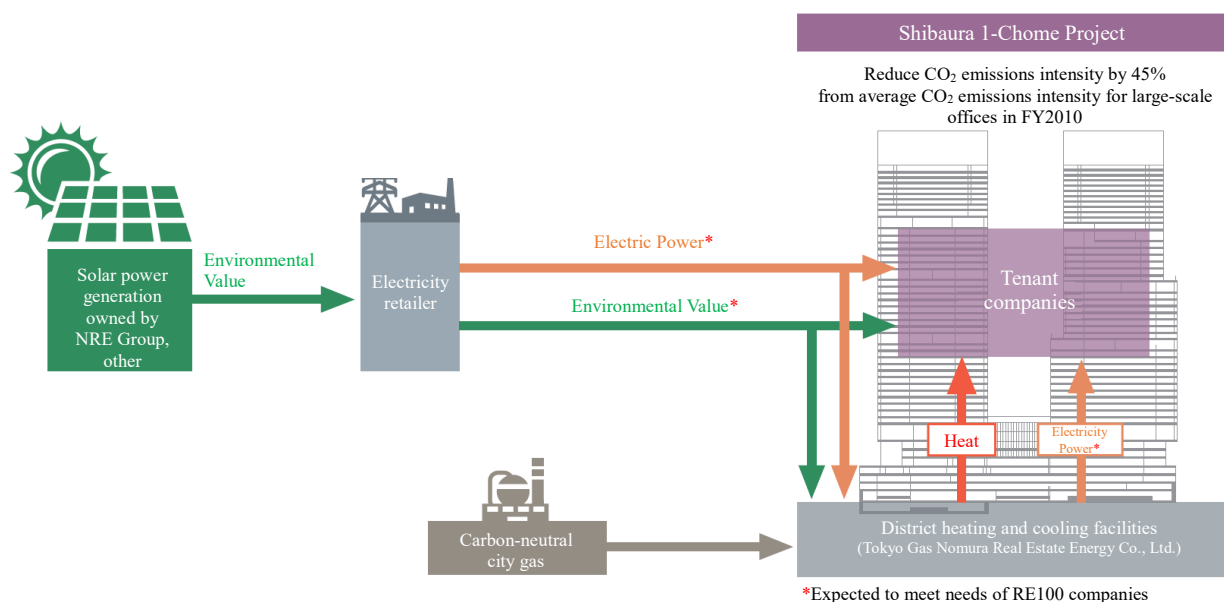 Shibaura 1-Chome Project
Reduce CO₂ emissions intensity by 45%
from average CO₂ emissions intensity for large-scale
offices in FY2010
Solar power
generation
owned by
NRE Group,
other
Environmental
Value
Electricity
retailer
Electric Power*
Environmental Value*
Tenant
companies
Heat
Electricity
Power*
Carbon-neutral
city gas
District heating and cooling facilities
(Tokyo Gas Nomura Real Estate Energy Co., Ltd.)
*Expected to meet needs of RE100 companies